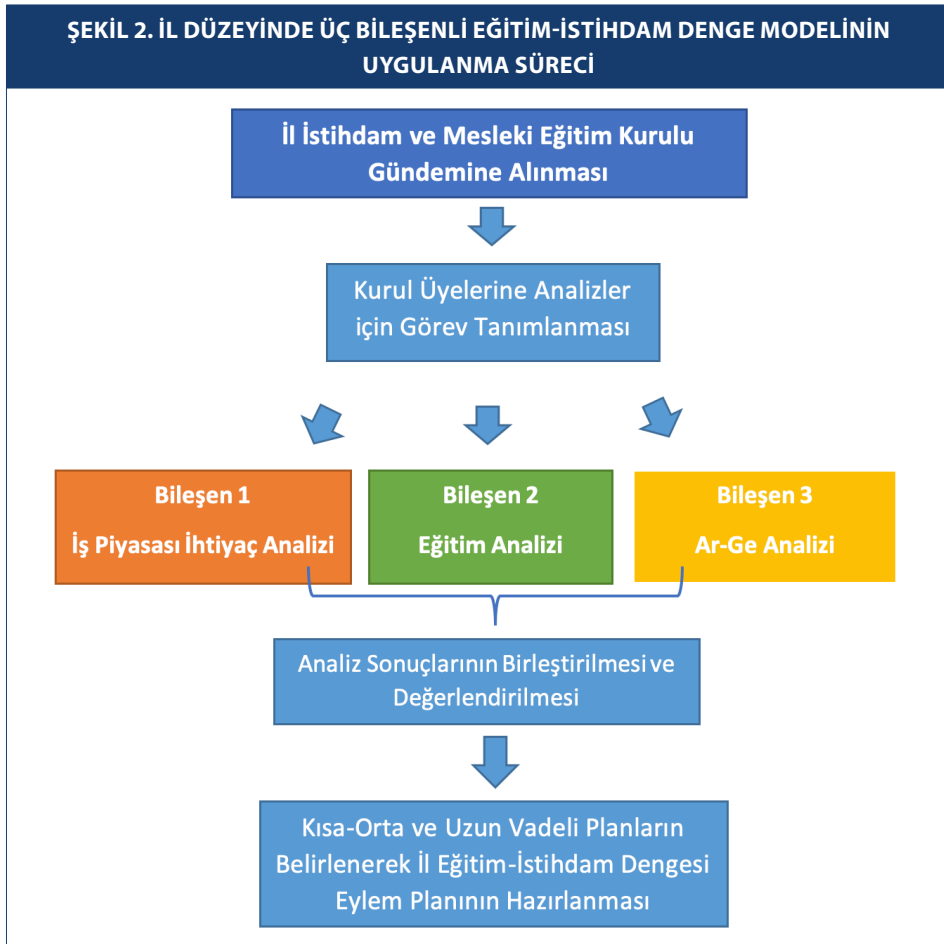 ŞEKİL 2. İL DÜZEYİNDE ÜÇ BİLEŞENLİ EĞİTİM-İSTİHDAM DENGE MODELİNİN
UYGULANMA SÜRECİ
İl İstihdam ve Mesleki Eğitim Kurulu
Gündemine Alınması
Kurul Üyelerine Analizler
için Görev Tanımlanması
Bileşen 1
İş Piyasası İhtiyaç Analizi
Bileşen 2
Eğitim Analizi
Bileşen 3
Ar-Ge Analizi
Analiz Sonuçlarının Birleştirilmesi ve
Değerlendirilmesi
Kısa-Orta ve Uzun Vadeli Planların
Belirlenerek İl Eğitim-İstihdam Dengesi
Eylem Planının Hazırlanması